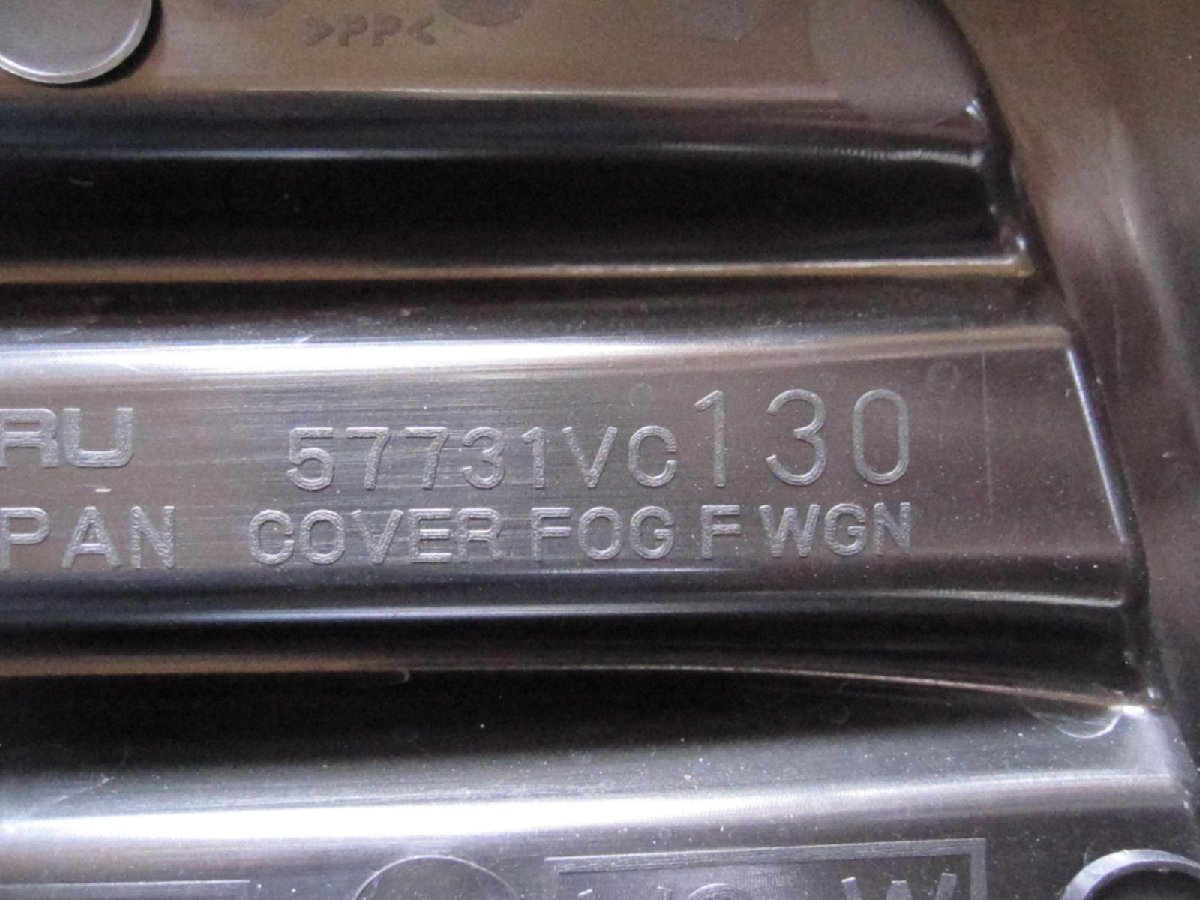 >PP<
RU 57731VC130
PAN COVER FOG F WGN
W